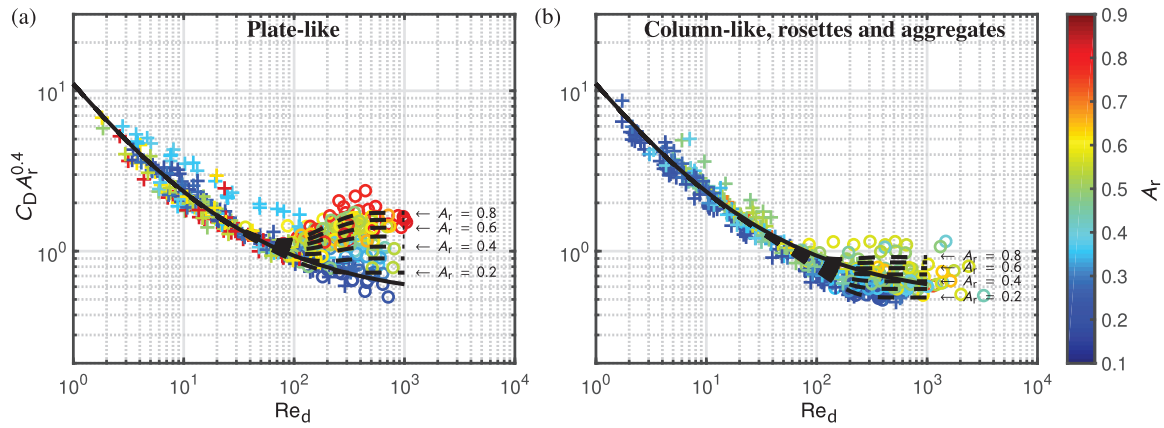 (a)
Plate-like
10^1
10^0
C_D A_r^0.4
← A_r = 0.8
← A_r = 0.6
← A_r = 0.4
← A_r = 0.2
10^0 10^1 10^2 10^3 10^4
Re_d
(b)
Column-like, rosettes and aggregates
10^1
10^0
← A_r = 0.8
← A_r = 0.6
← A_r = 0.4
← A_r = 0.2
10^0 10^1 10^2 10^3 10^4
Re_d
0.9
0.8
0.7
0.6
0.5
0.4
0.3
0.2
0.1
A_r